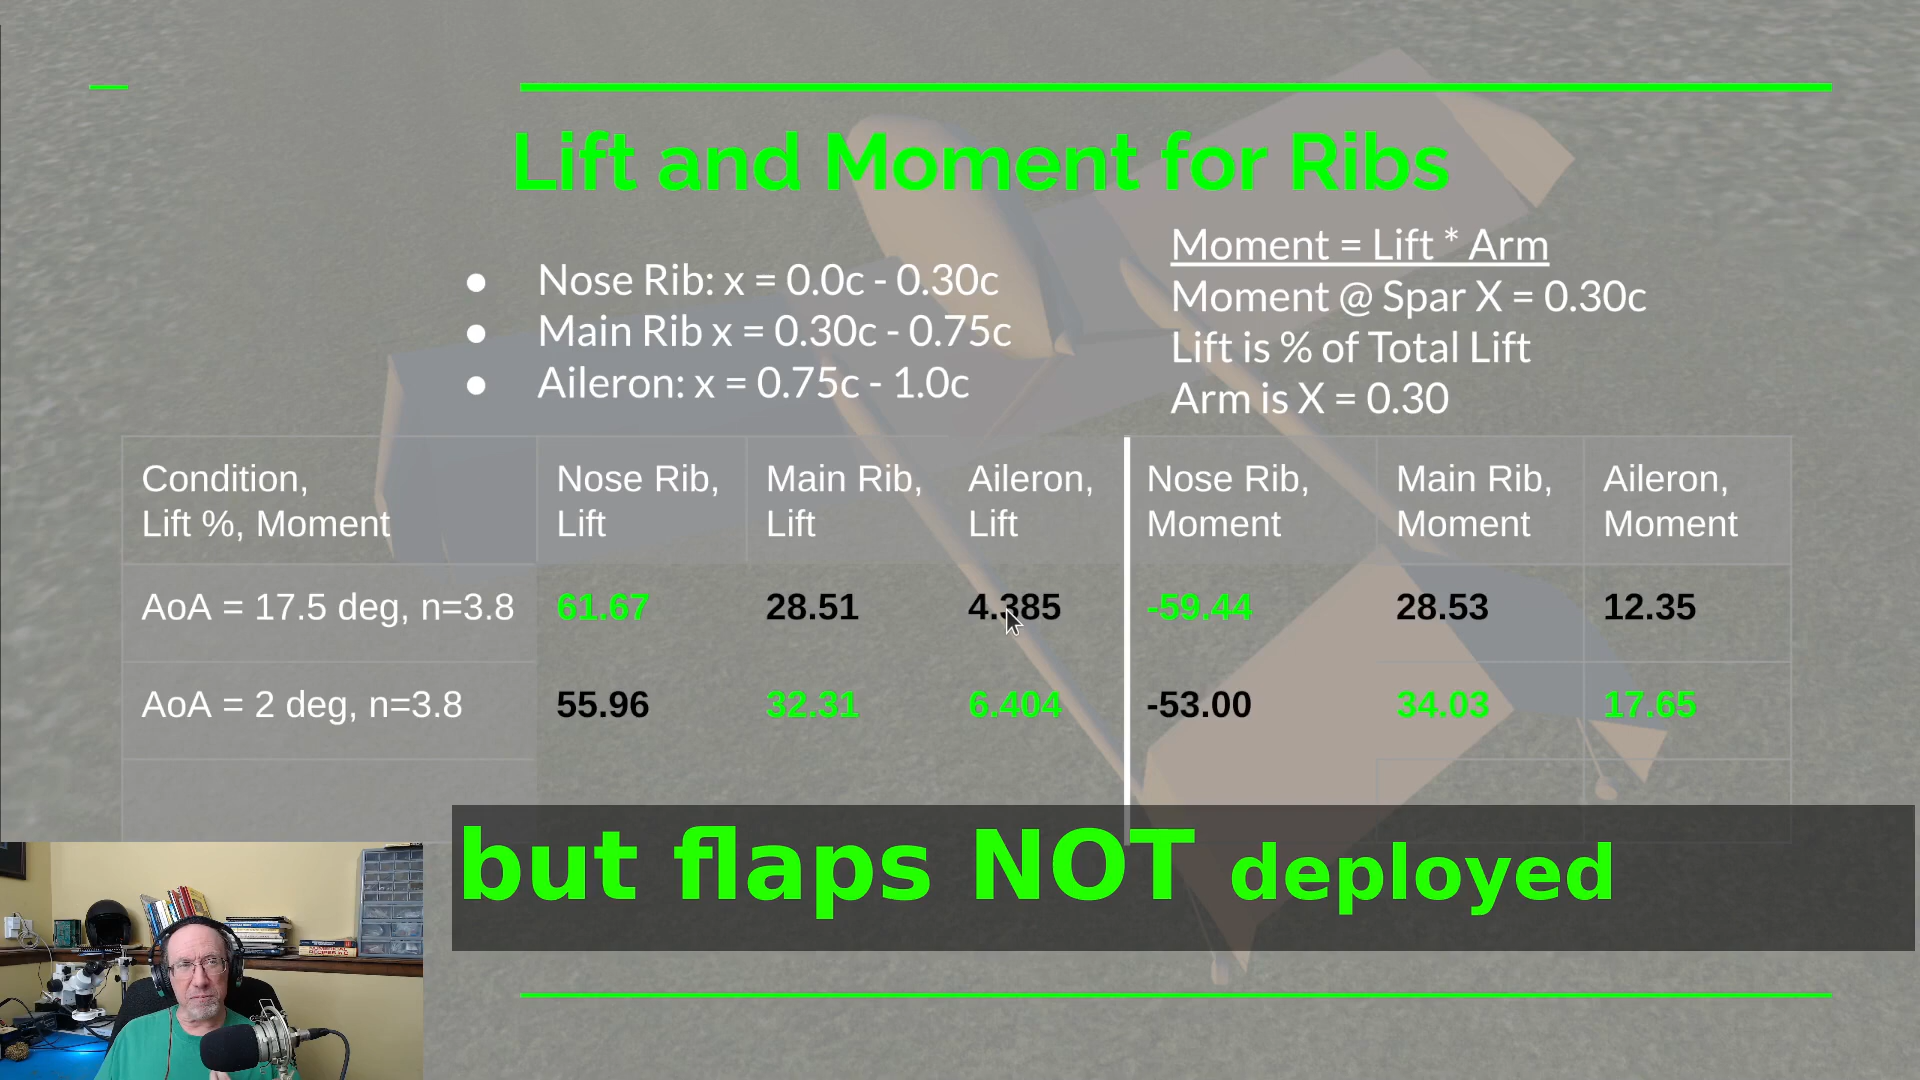 Lift and Moment for Ribs
● Nose Rib: x = 0.0c - 0.30c
● Main Rib x = 0.30c - 0.75c
● Aileron: x = 0.75c - 1.0c
Moment = Lift * Arm
Moment @ Spar X = 0.30c
Lift is % of Total Lift
Arm is X = 0.30
Condition, Nose Rib, Main Rib, Aileron, Nose Rib, Main Rib, Aileron,
Lift %, Moment Lift Lift Lift Moment Moment Moment
AoA = 17.5 deg, n=3.8 61.67 28.51 4.385 -59.44 28.53 12.35
AoA = 2 deg, n=3.8 55.96 32.31 6.404 -53.00 34.03 17.65
but flaps NOT deployed